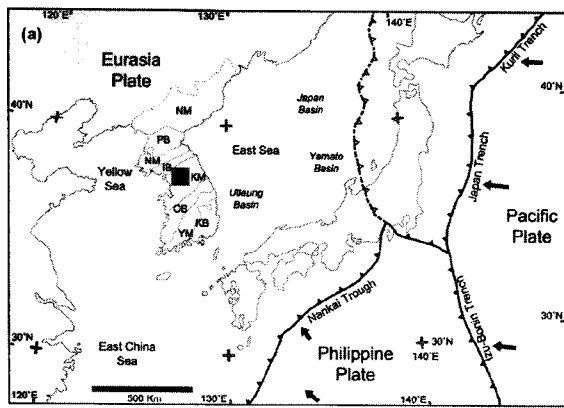 (a)
120°E
130°E
140°E
Eurasia
Plate
Kuril Trench
40°N
40°N
NM
Japan
Basin
PB
East Sea
NM
IB
KM
Yellow
Sea
Yamato
Basin
Japan Trench
Ulleung
Basin
OB
KB
YM
Pacific
Plate
Nankai Trough
Izu-Bonin Trench
30°N
30°N
30°N
140°E
East China
Sea
Philippine
Plate
500 Km
120°E
130°E
140°E